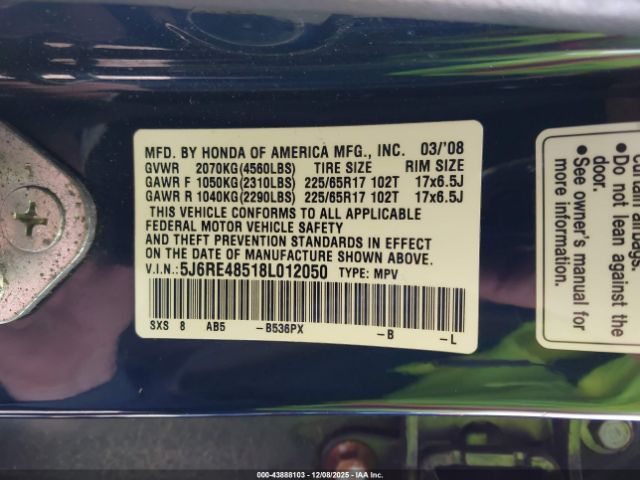 MFD. BY HONDA OF AMERICA MFG., INC. 03/'08
GVWR 2070KG(4560LBS) TIRE SIZE RIM SIZE
GAWR F 1050KG(2310LBS) 225/65R17 102T 17x6.5J
GAWR R 1040KG(2290LBS) 225/65R17 102T 17x6.5J
THIS VEHICLE CONFORMS TO ALL APPLICABLE
FEDERAL MOTOR VEHICLE SAFETY
AND THEFT PREVENTION STANDARDS IN EFFECT
ON THE DATE OF MANUFACTURE SHOWN ABOVE.
V.I.N.: 5J6RE48518L012050 TYPE: MPV
SXS 8 AB5 -B536PX -B -L
curtain airbags.
• Do not lean against the
door.
• See owner's manual for
more information.
00-43888103 - 12/08/2025 - IAA Inc.